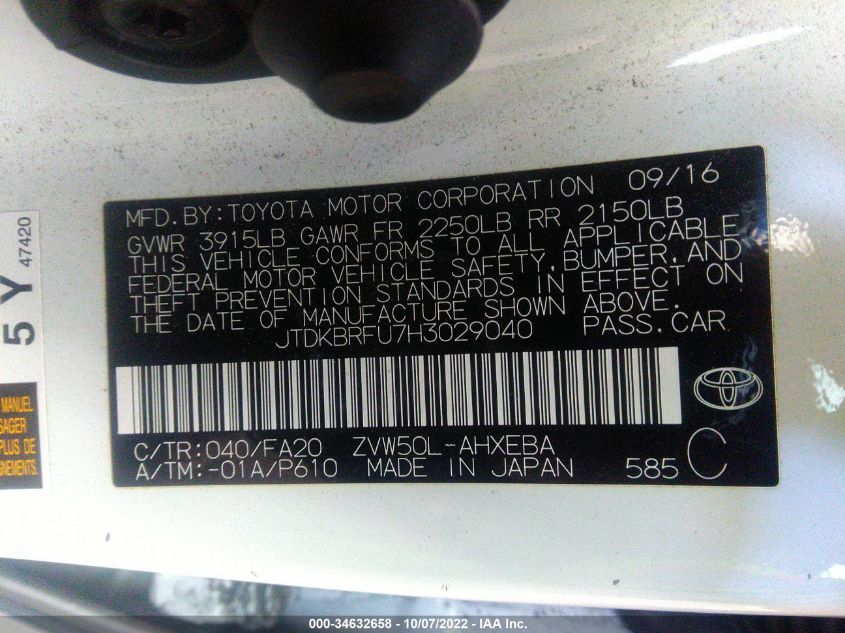 MFD. BY: TOYOTA MOTOR CORPORATION 09/16
GVWR 3915LB GAWR FR 2250LB RR 2150LB
THIS VEHICLE CONFORMS TO ALL APPLICABLE
FEDERAL MOTOR VEHICLE SAFETY, BUMPER, AND
THEFT PREVENTION STANDARDS IN EFFECT ON
THE DATE OF MANUFACTURE SHOWN ABOVE.
JTDKBRFU7H3029040 PASS. CAR
C/TR: 040/FA20 ZVW50L-AHXEBA
A/TM: -01A/P610 MADE IN JAPAN 585 C
5 Y
47420
MANUEL
PLUS DE
000-34632658 - 10/07/2022 - IAA Inc.